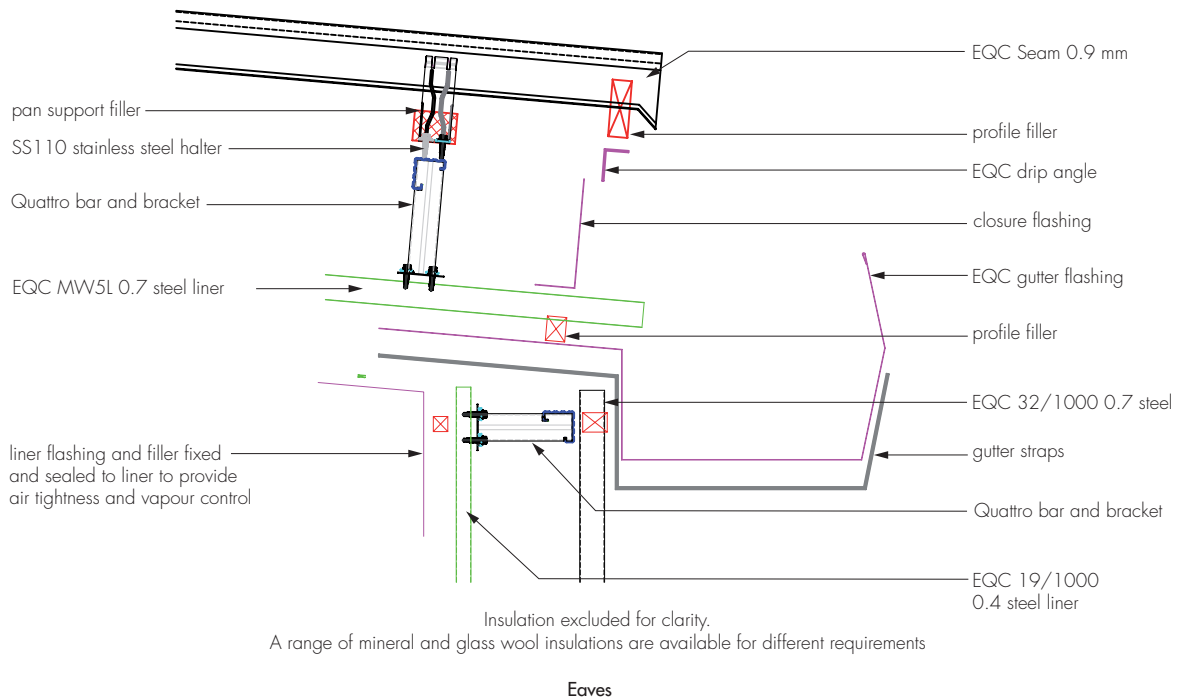 EQC Seam 0.9 mm
pan support filler
profile filler
SS110 stainless steel halter
EQC drip angle
Quattro bar and bracket
closure flashing
EQC gutter flashing
EQC MW5L 0.7 steel liner
profile filler
EQC 32/1000 0.7 steel
liner flashing and filler fixed
and sealed to liner to provide
air tightness and vapour control
gutter straps
Quattro bar and bracket
EQC 19/1000
0.4 steel liner
Insulation excluded for clarity.
A range of mineral and glass wool insulations are available for different requirements
Eaves